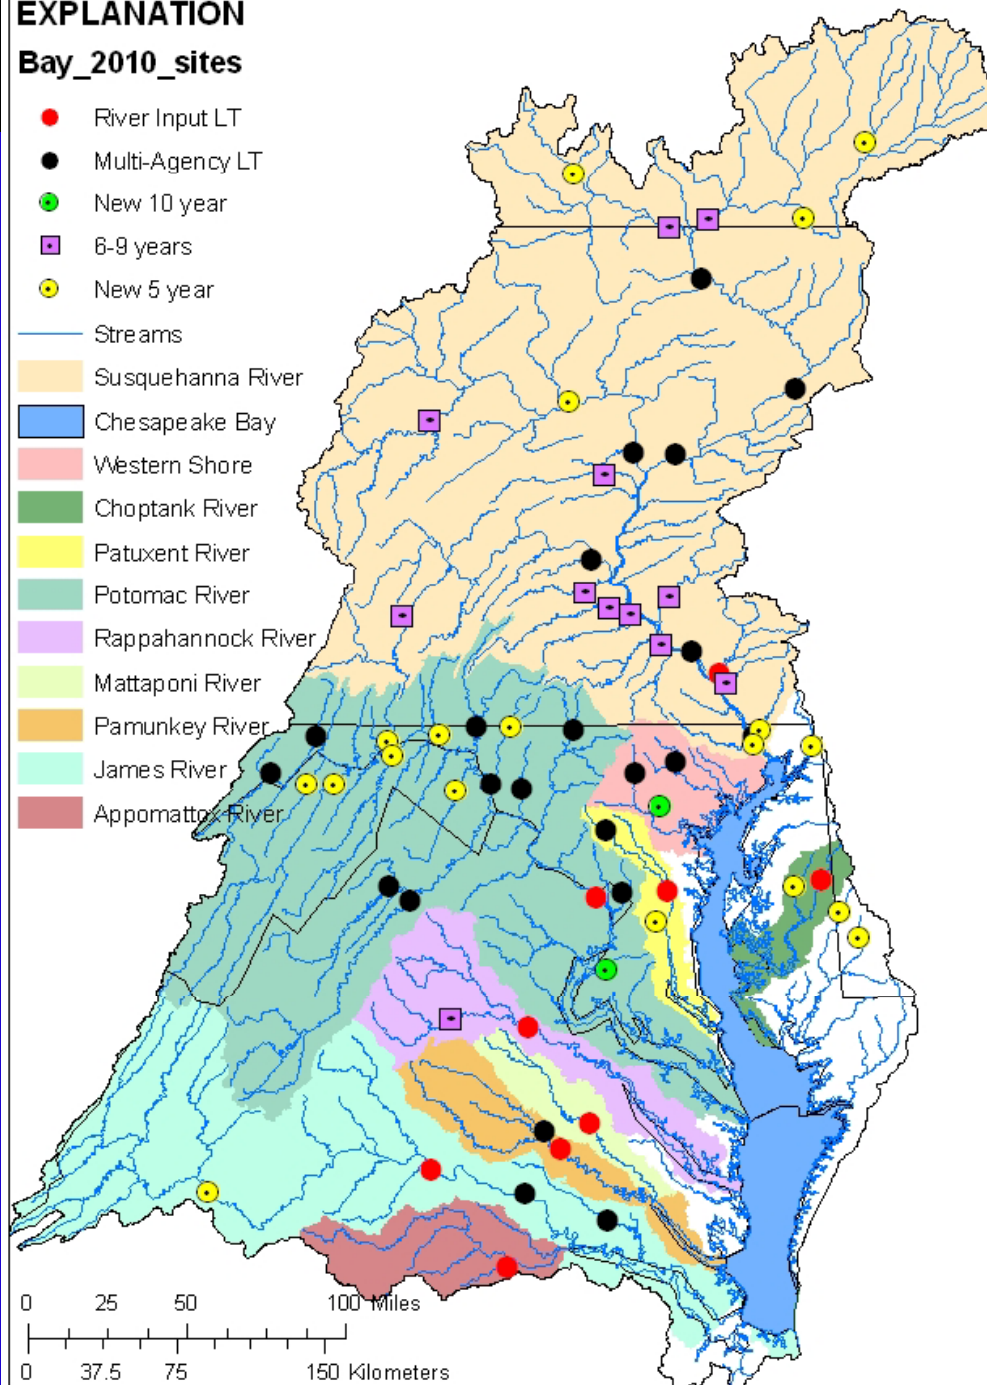 EXPLANATION
Bay_2010_sites
River Input LT
Multi-Agency LT
New 10 year
6-9 years
New 5 year
Streams
Susquehanna River
Chesapeake Bay
Western Shore
Choptank River
Patuxent River
Potomac River
Rappahannock River
Mattaponi River
Pamunkey River
James River
Appomattox River
0 25 50 100 Miles
0 37.5 75 150 Kilometers